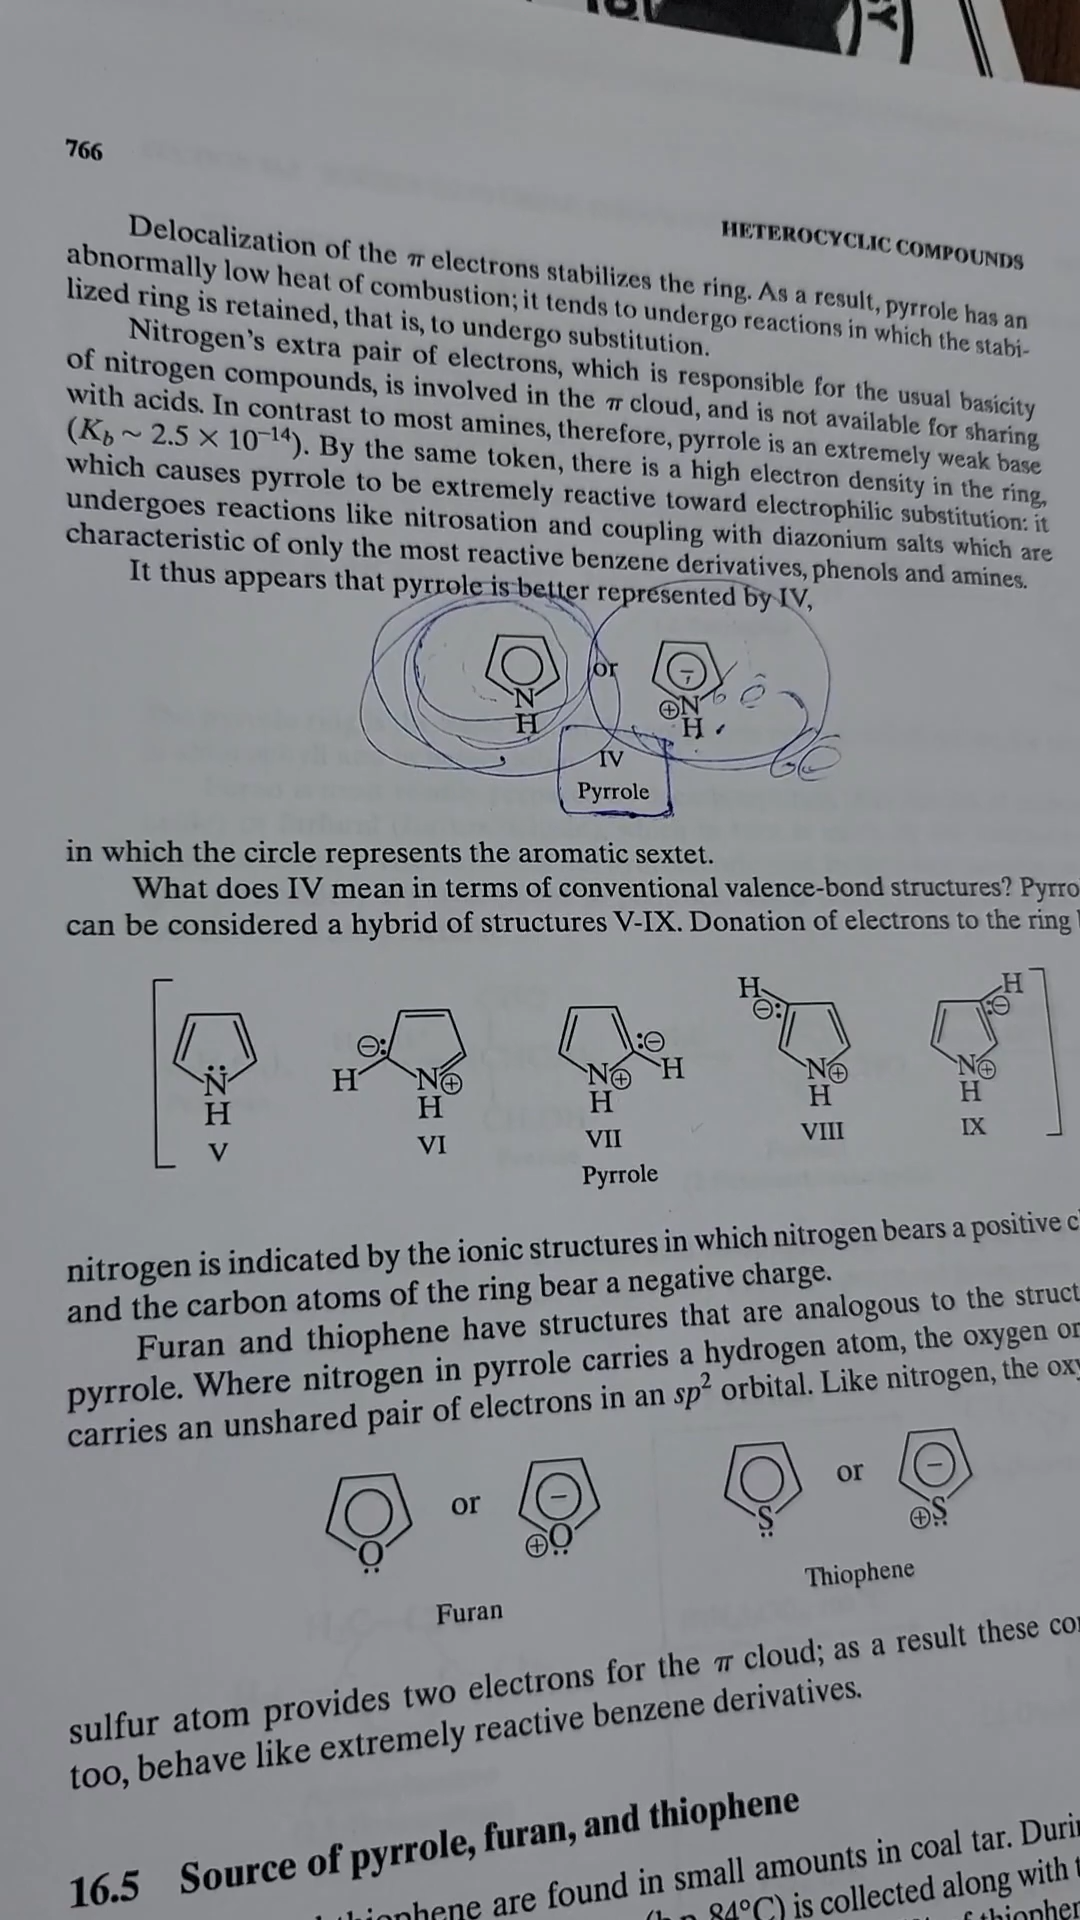 766
HETEROCYCLIC COMPOUNDS
Delocalization of the π electrons stabilizes the ring. As a result, pyrrole has an
abnormally low heat of combustion; it tends to undergo reactions in which the stabi-
lized ring is retained, that is, to undergo substitution.
Nitrogen's extra pair of electrons, which is responsible for the usual basicity
of nitrogen compounds, is involved in the π cloud, and is not available for sharing
with acids. In contrast to most amines, therefore, pyrrole is an extremely weak base
(K_b ~ 2.5 × 10⁻¹⁴). By the same token, there is a high electron density in the ring,
which causes pyrrole to be extremely reactive toward electrophilic substitution: it
undergoes reactions like nitrosation and coupling with diazonium salts which are
characteristic of only the most reactive benzene derivatives, phenols and amines.
It thus appears that pyrrole is better represented by IV,
N
H
or
−
⊕N
H
IV
Pyrrole
in which the circle represents the aromatic sextet.
What does IV mean in terms of conventional valence-bond structures? Pyrro
can be considered a hybrid of structures V-IX. Donation of electrons to the ring
N̈
H
V
⊖:
H
N⊕
H
VI
:⊖
H
N⊕
H
VII
H
⊖:
N⊕
H
VIII
H
:⊖
N⊕
H
IX
Pyrrole
nitrogen is indicated by the ionic structures in which nitrogen bears a positive
and the carbon atoms of the ring bear a negative charge.
Furan and thiophene have structures that are analogous to the struct
pyrrole. Where nitrogen in pyrrole carries a hydrogen atom, the oxygen or
carries an unshared pair of electrons in an sp² orbital. Like nitrogen, the oxy
O
or
−
⊕O
Furan
S
or
−
⊕S
Thiophene
sulfur atom provides two electrons for the π cloud; as a result these co
too, behave like extremely reactive benzene derivatives.
16.5 Source of pyrrole, furan, and thiophene
are found in small amounts in coal tar. Duri
84°C) is collected along with